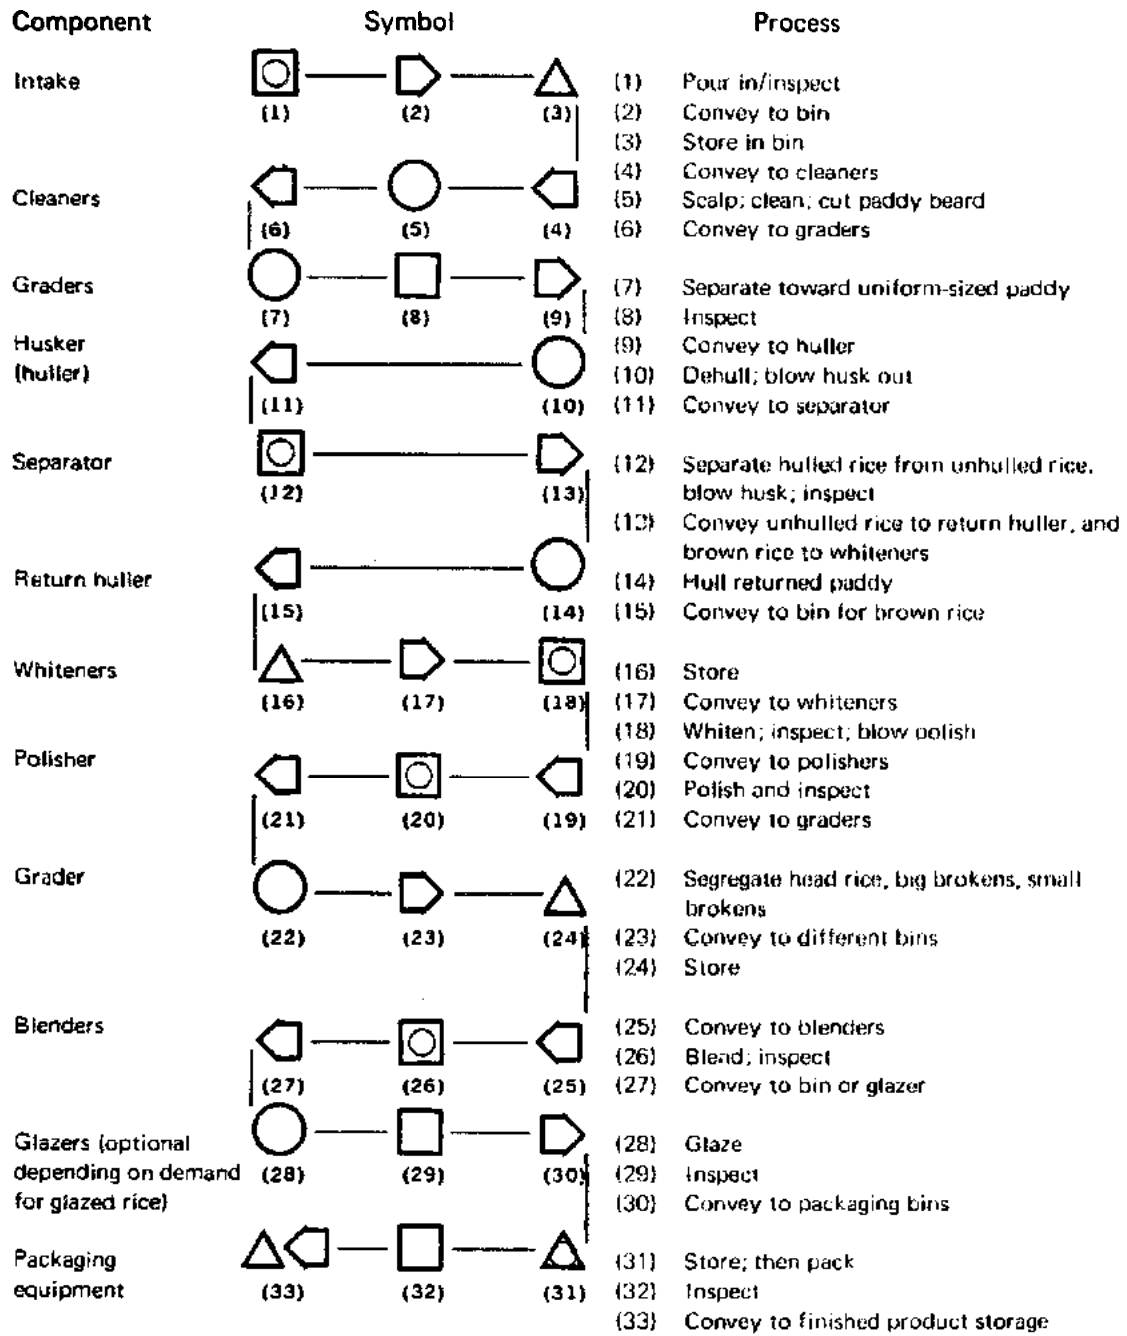 Component Symbol Process
Intake
(1) (2) (3)
(1) Pour in/inspect
(2) Convey to bin
(3) Store in bin
Cleaners
(6) (5) (4)
(4) Convey to cleaners
(5) Scalp; clean; cut paddy beard
(6) Convey to graders
Graders
(7) (8) (9)
(7) Separate toward uniform-sized paddy
(8) Inspect
(9) Convey to huller
Husker
(huller)
(11) (10)
(10) Dehull; blow husk out
(11) Convey to separator
Separator
(12) (13)
(12) Separate hulled rice from unhulled rice,
blow husk; inspect
(13) Convey unhulled rice to return huller, and
brown rice to whiteners
Return huller
(15) (14)
(14) Hull returned paddy
(15) Convey to bin for brown rice
Whiteners
(16) (17) (18)
(16) Store
(17) Convey to whiteners
(18) Whiten; inspect; blow polish
Polisher
(21) (20) (19)
(19) Convey to polishers
(20) Polish and inspect
(21) Convey to graders
Grader
(22) (23) (24)
(22) Segregate head rice, big brokens, small
brokens
(23) Convey to different bins
(24) Store
Blenders
(27) (26) (25)
(25) Convey to blenders
(26) Blend; inspect
(27) Convey to bin or glazer
Glazers (optional
depending on demand
for glazed rice)
(28) (29) (30)
(28) Glaze
(29) Inspect
(30) Convey to packaging bins
Packaging
equipment
(33) (32) (31)
(31) Store; then pack
(32) Inspect
(33) Convey to finished product storage